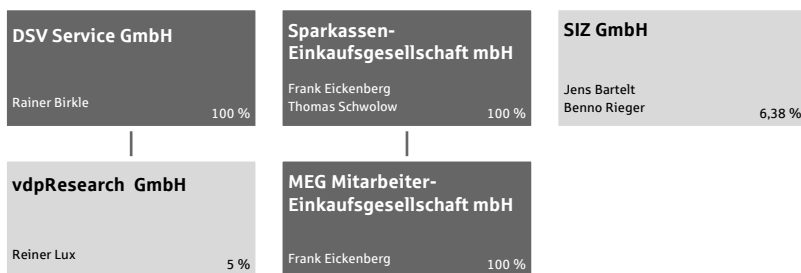 DSV Service GmbH
Rainer Birkle
100 %
Sparkassen-
Einkaufsgesellschaft mbH
Frank Eickenberg
Thomas Schwolow
100 %
SIZ GmbH
Jens Bartelt
Benno Rieger
6,38 %
vdpResearch GmbH
Reiner Lux
5 %
MEG Mitarbeiter-
Einkaufsgesellschaft mbH
Frank Eickenberg
100 %